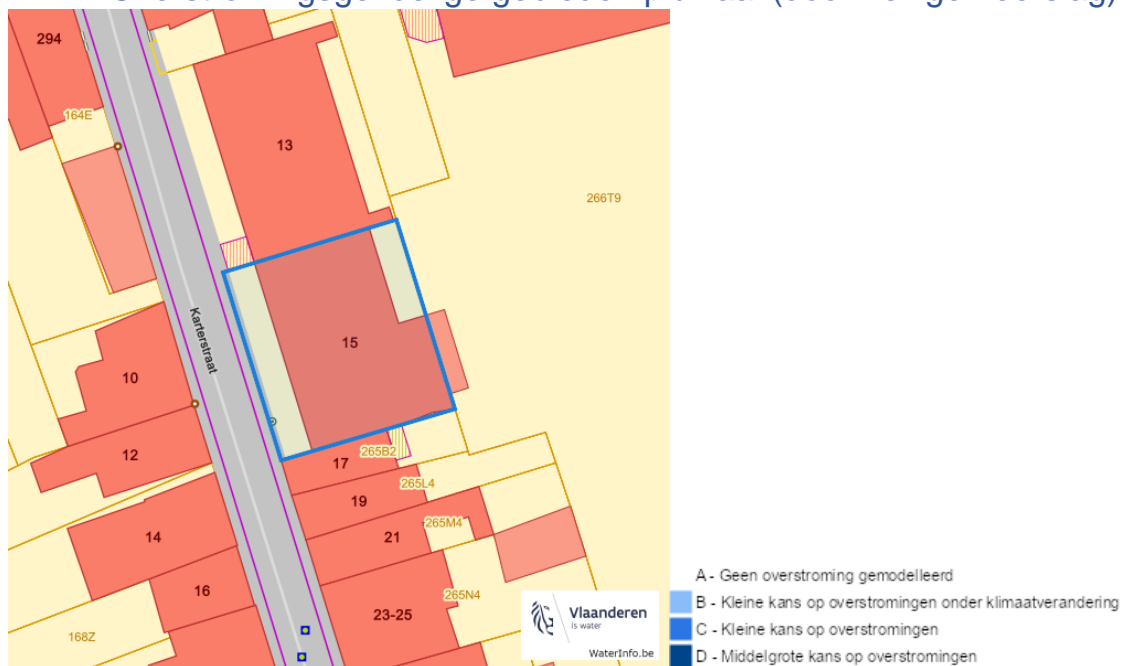 294
164E
13
266T9
Karterstraat
15
10
12
17
265B2
265L4
19
265M4
14
21
16
265N4
23-25
168Z
Vlaanderen
is water
WaterInfo.be
A - Geen overstroming gemodelleerd
B - Kleine kans op overstromingen onder klimaatverandering
C - Kleine kans op overstromingen
D - Middelgrote kans op overstromingen